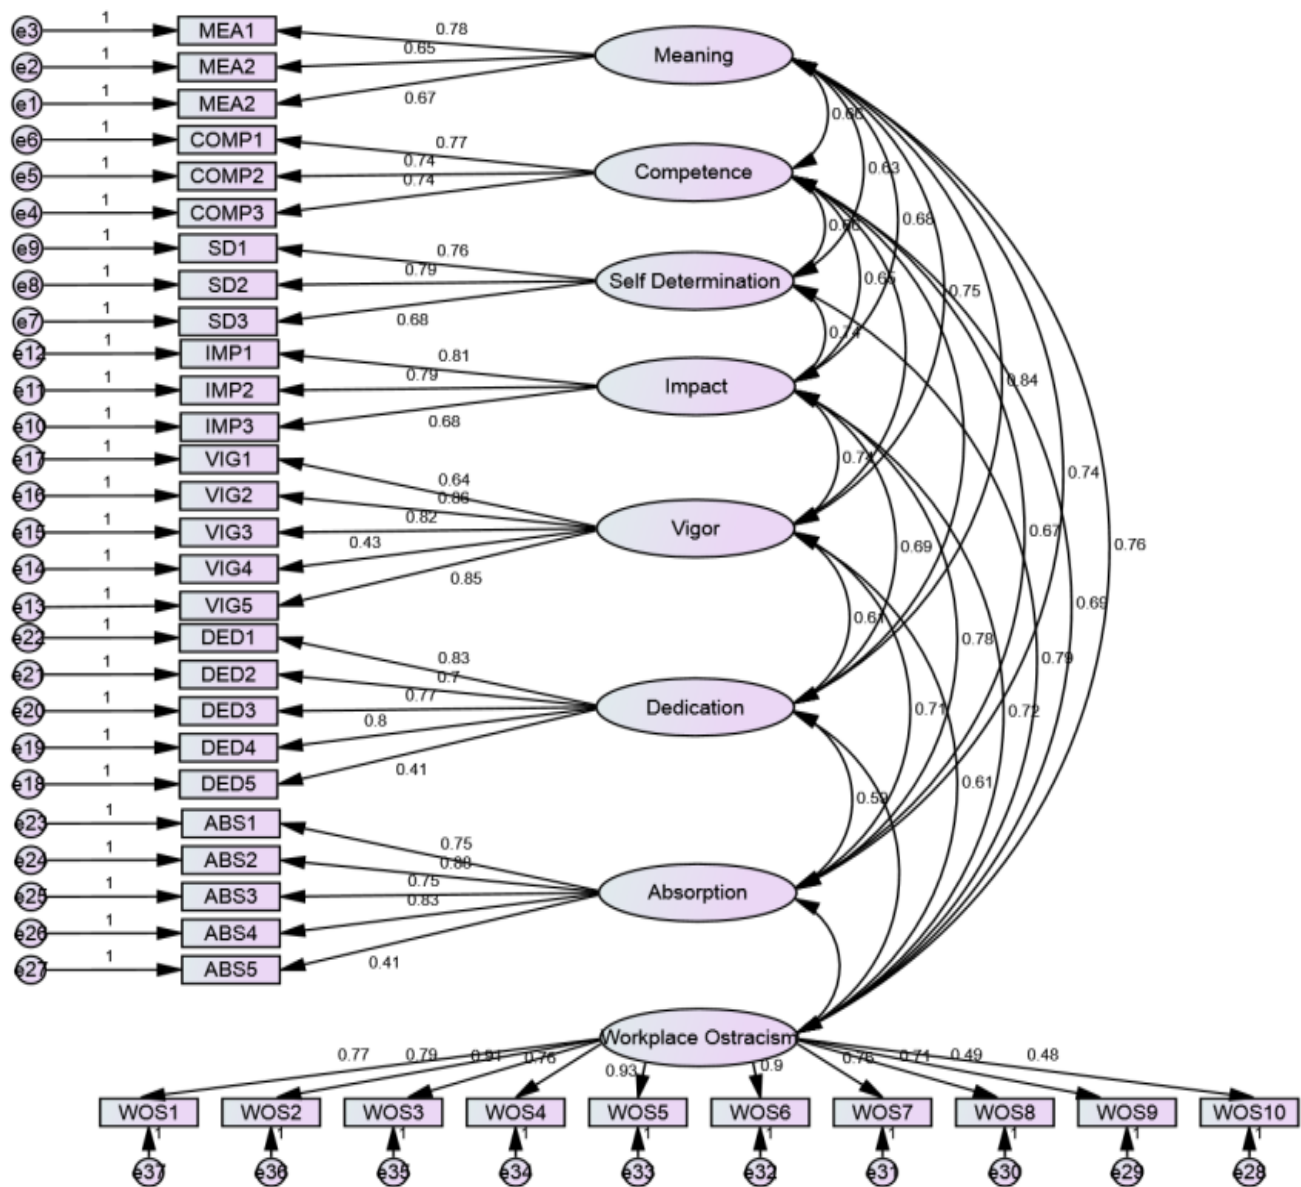 e3 1 MEA1 0.78 Meaning
e2 1 MEA2 0.65
e1 1 MEA2 0.67
e6 1 COMP1 0.77 Competence
e5 1 COMP2 0.74
e4 1 COMP3 0.74
e9 1 SD1 0.76 Self Determination
e8 1 SD2 0.79
e7 1 SD3 0.68
e12 1 IMP1 0.81 Impact
e11 1 IMP2 0.79
e10 1 IMP3 0.68
e17 1 VIG1 0.64 Vigor
e16 1 VIG2 0.86
e15 1 VIG3 0.82
e14 1 VIG4 0.43
e13 1 VIG5 0.85
e22 1 DED1 0.83 Dedication
e21 1 DED2 0.7
e20 1 DED3 0.77
e19 1 DED4 0.8
e18 1 DED5 0.41
e23 1 ABS1 0.75 Absorption
e24 1 ABS2 0.88
e25 1 ABS3 0.75
e26 1 ABS4 0.83
e27 1 ABS5 0.41
0.63
0.68
0.75
0.74
0.84
0.74
0.74
0.67
0.76
0.69
0.69
0.61
0.78
0.79
0.71
0.72
0.61
Workplace Ostracism
0.77 0.79 0.91 0.76 0.93 0.9 0.76 0.71 0.49 0.48
WOS1 WOS2 WOS3 WOS4 WOS5 WOS6 WOS7 WOS8 WOS9 WOS10
1 1 1 1 1 1 1 1 1 1
e37 e36 e35 e34 e33 e32 e31 e30 e29 e28